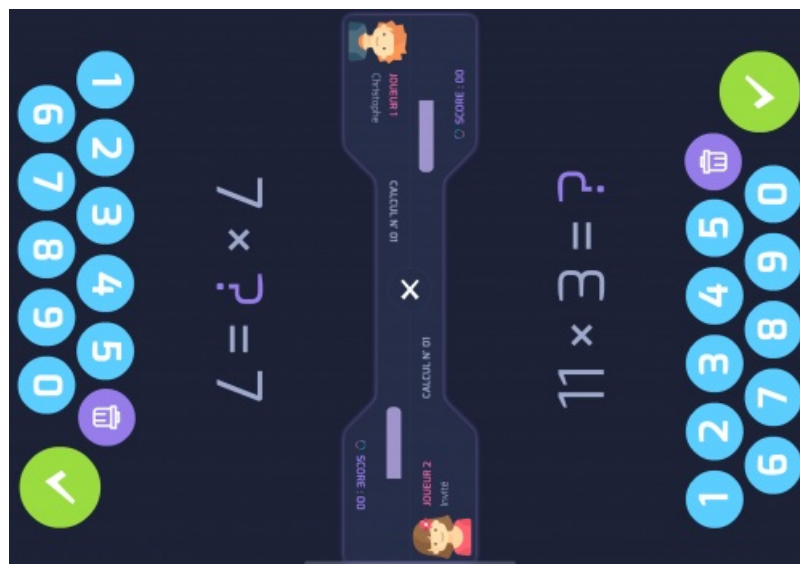 1 2 3 4 5
6 7 8 9 0
7 × ? = 7
JOUEUR 1
Christophe
SCORE : 00
CALCUL N° 01
CALCUL N° 01
JOUEUR 2
Invité
SCORE : 00
11 × 3 = ?
1 2 3 4 5
6 7 8 9 0